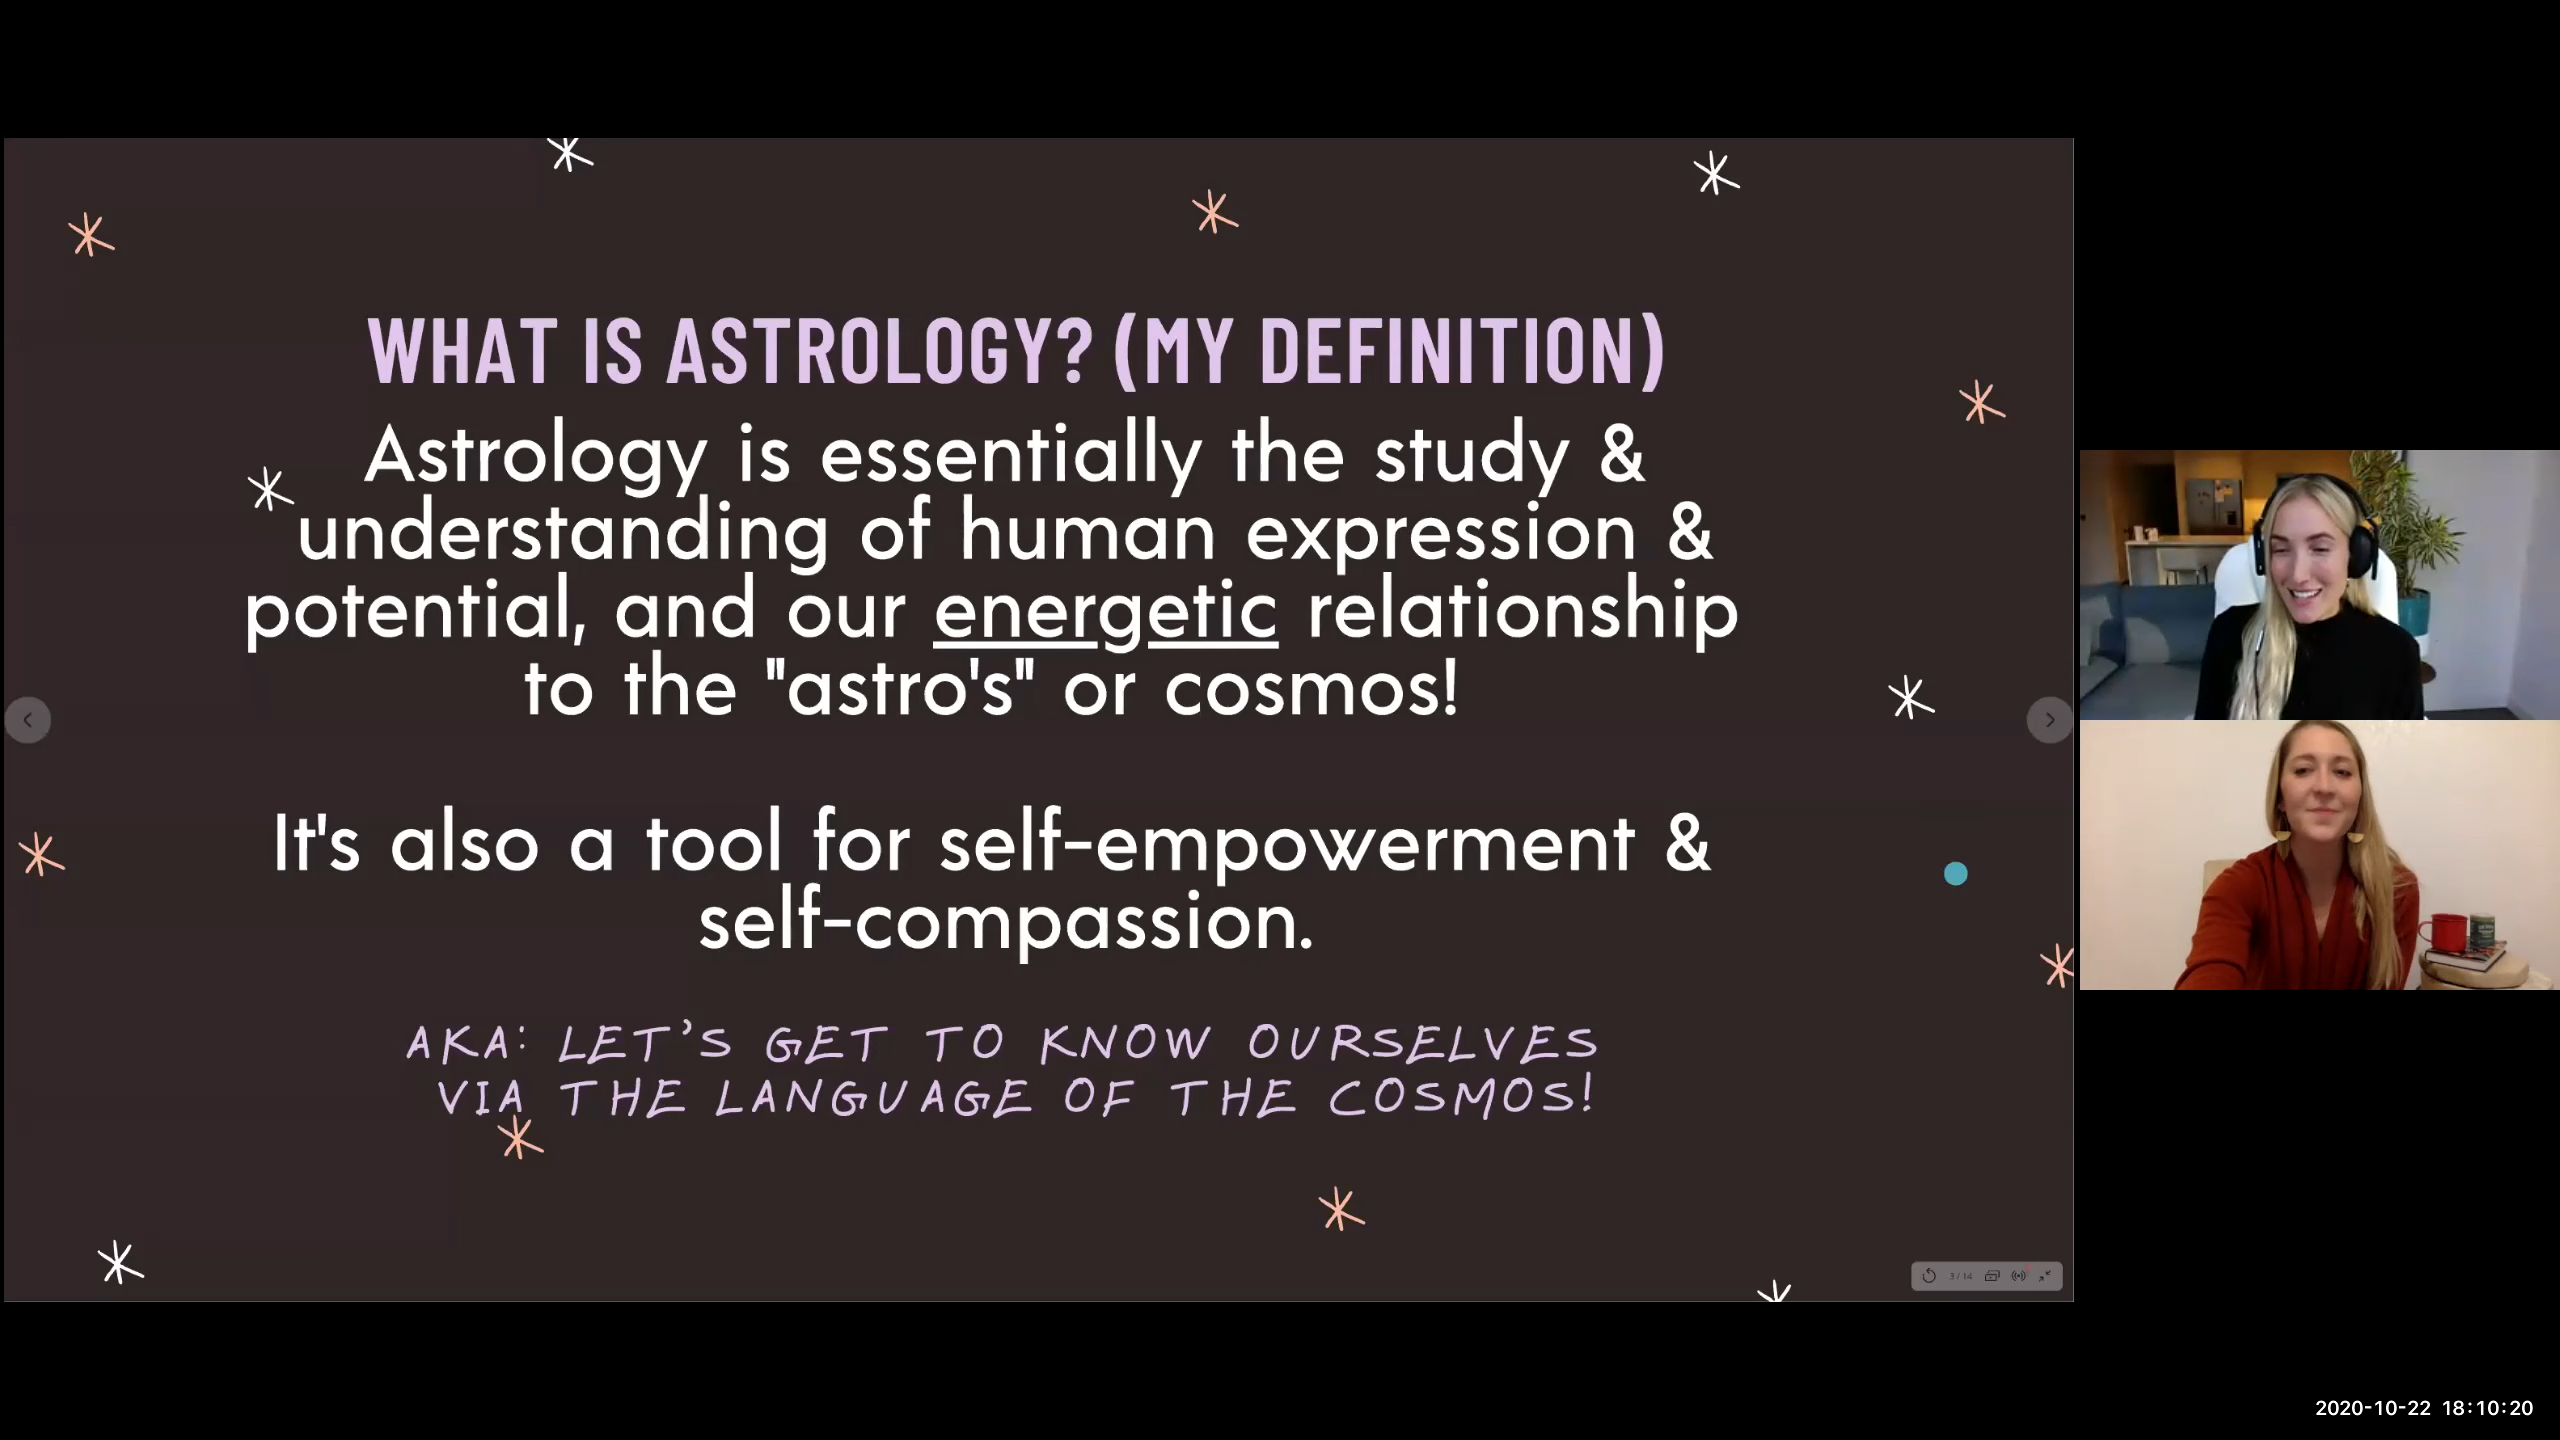 WHAT IS ASTROLOGY? (MY DEFINITION)
Astrology is essentially the study &
understanding of human expression &
potential, and our energetic relationship
to the "astro's" or cosmos!
It's also a tool for self-empowerment &
self-compassion.
AKA: LET'S GET TO KNOW OURSELVES
VIA THE LANGUAGE OF THE COSMOS!
3 / 14
2020-10-22 18:10:20